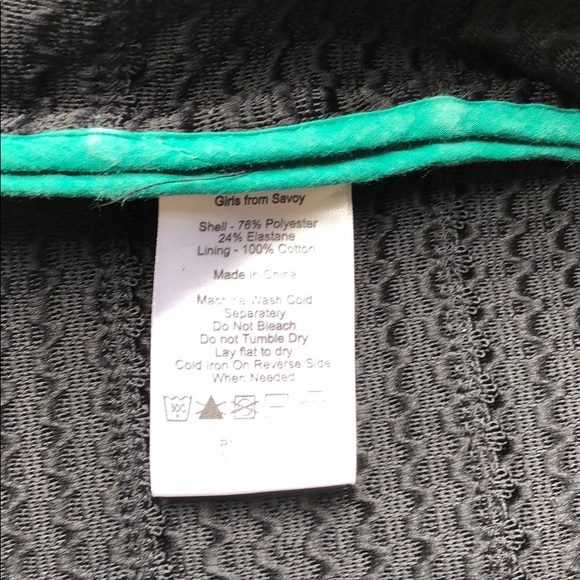 Girls from Savoy
Shell - 76% Polyester
24% Elastane
Lining - 100% Cotton
Made in China
Machine Wash Cold
Separately
Do Not Bleach
Do not Tumble Dry
Lay flat to dry
Cold Iron On Reverse Side
When Needed
30C